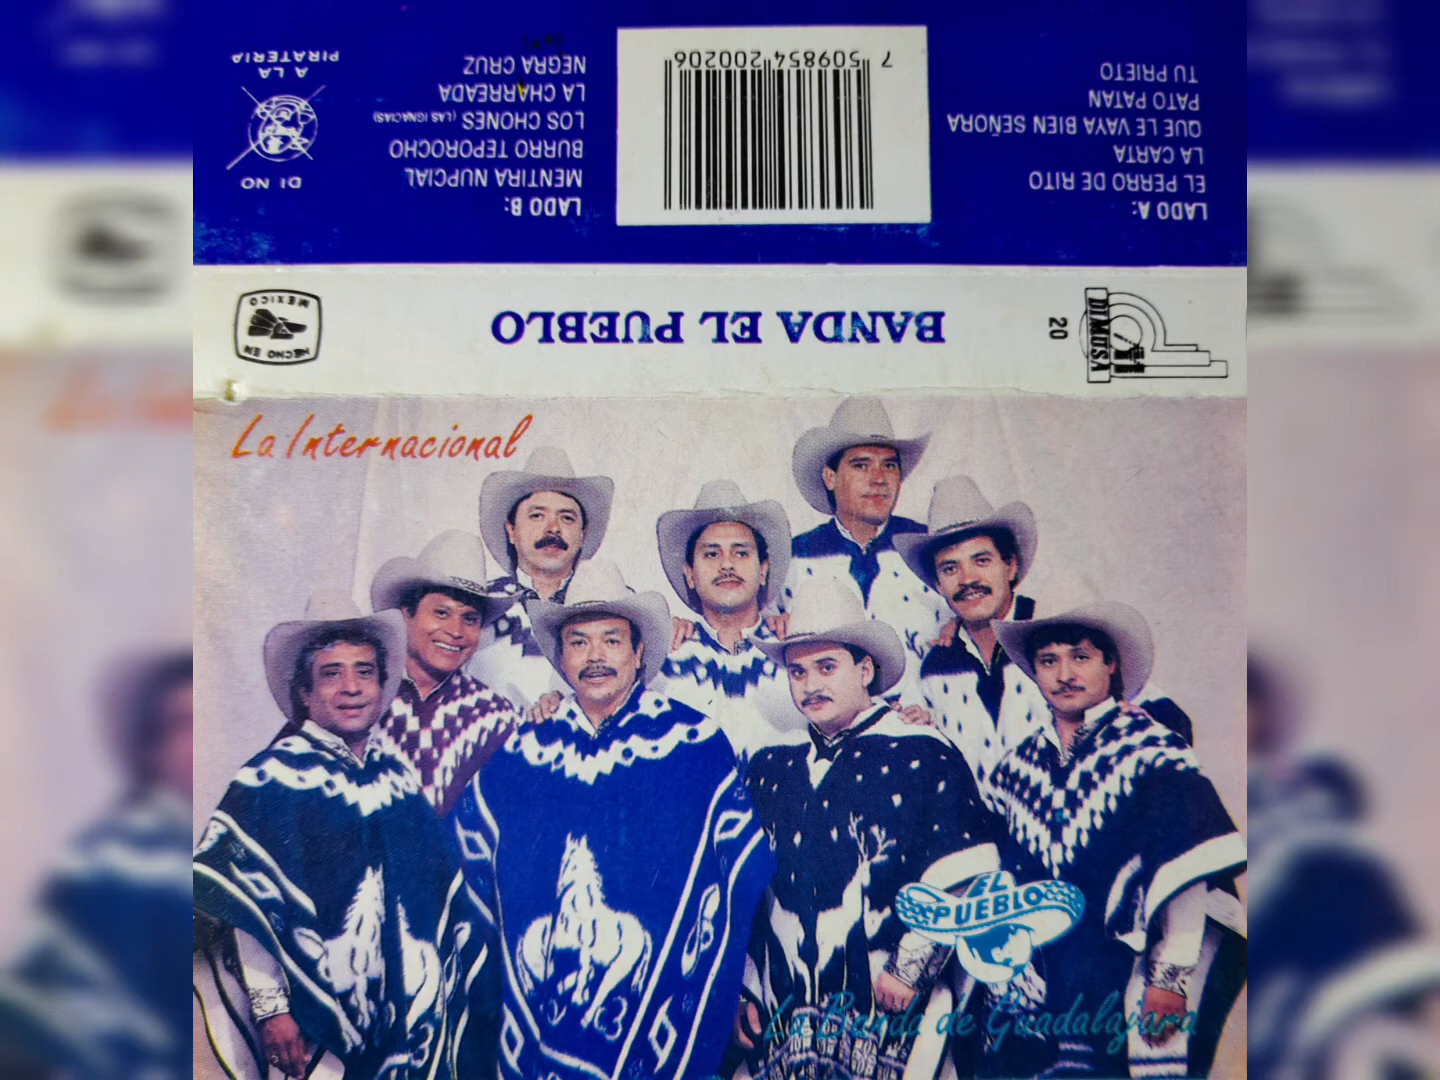 LADO A:
EL PERRO DE RITO
LA CARTA
QUE LE VAYA BIEN SEÑORA
PATO PATAN
TU PRIETO
7 509854 200206
LADO B:
MENTIRA NUPCIAL
BURRO TEPOROCHO
LOS CHONES (LAS IGNACIAS)
LA CHARREADA
NEGRA CRUZ
DI NO
A LA
PIRATERIA
DIMUSA
20
BANDA EL PUEBLO
HECHO EN
MEXICO
La Internacional
EL
PUEBLO
La Banda de Guadalajara